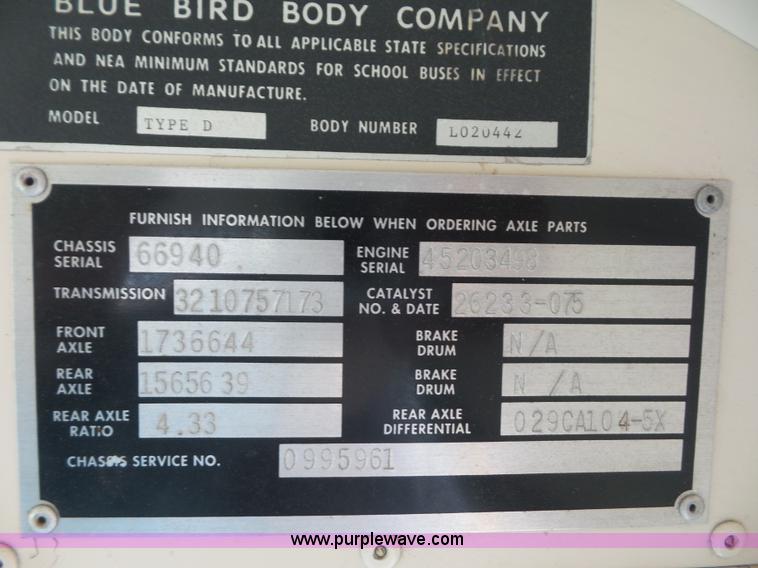 BLUE BIRD BODY COMPANY
THIS BODY CONFORMS TO ALL APPLICABLE STATE SPECIFICATIONS
AND NEA MINIMUM STANDARDS FOR SCHOOL BUSES IN EFFECT
ON THE DATE OF MANUFACTURE.
MODEL TYPE D BODY NUMBER L020442
FURNISH INFORMATION BELOW WHEN ORDERING AXLE PARTS
CHASSIS SERIAL 66940 ENGINE SERIAL 45203498
TRANSMISSION 3210757173 CATALYST NO. & DATE 26233-075
FRONT AXLE 1736644 BRAKE DRUM N/A
REAR AXLE 1565639 BRAKE DRUM N/A
REAR AXLE RATIO 4.33 REAR AXLE DIFFERENTIAL 029CA104-5X
CHASSIS SERVICE NO. 0995961
www.purplewave.com